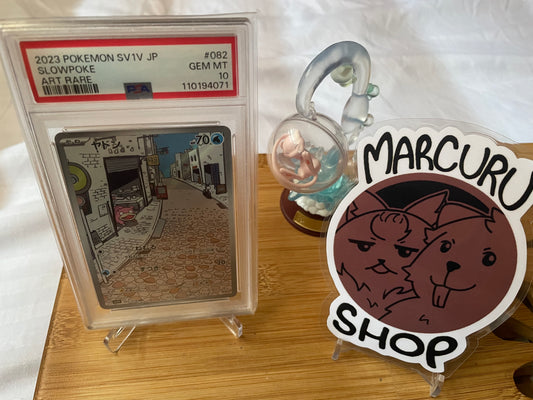 2023 POKEMON SV1V JP #082
SLOWPOKE GEM MT
ART RARE 10
PSA 110194071
ヤドン 70
MARCURU
SHOP